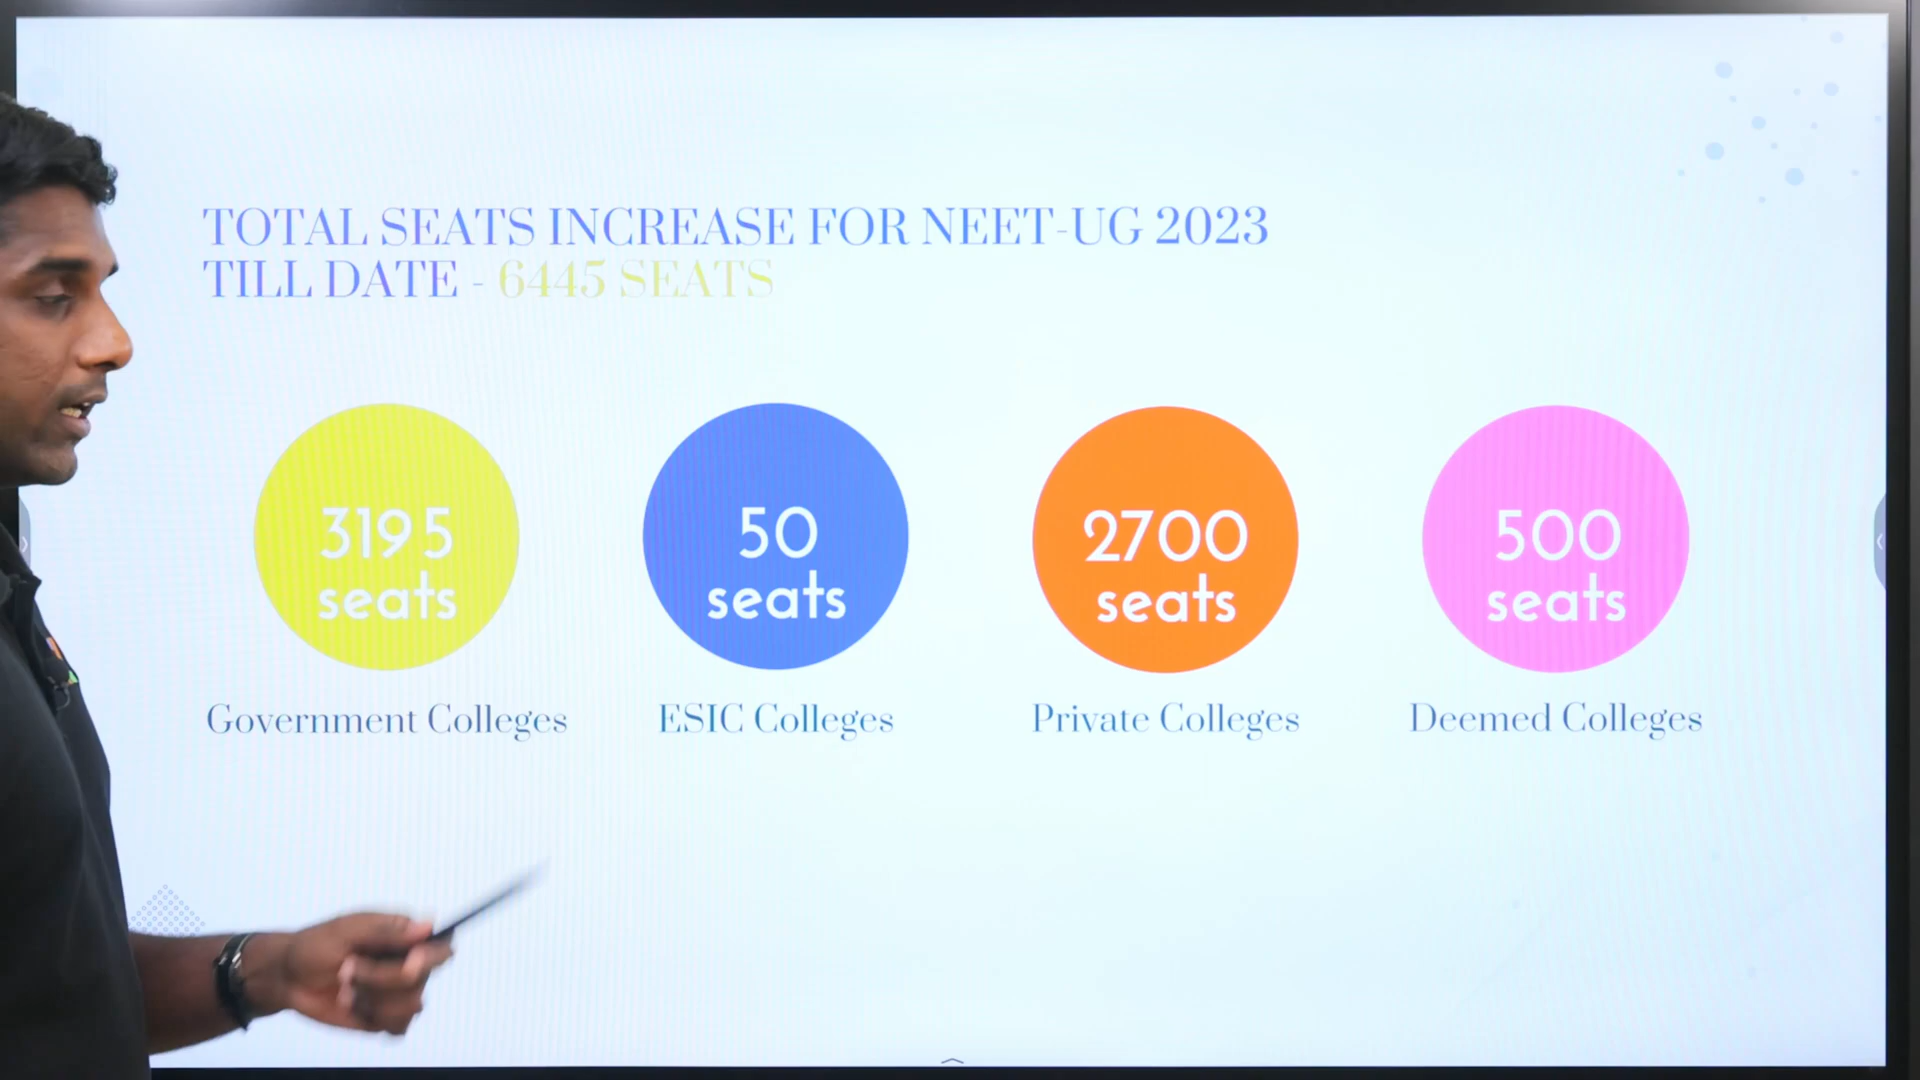 TOTAL SEATS INCREASE FOR NEET-UG 2023
TILL DATE - 6445 SEATS
3195
seats
50
seats
2700
seats
500
seats
Government Colleges
ESIC Colleges
Private Colleges
Deemed Colleges